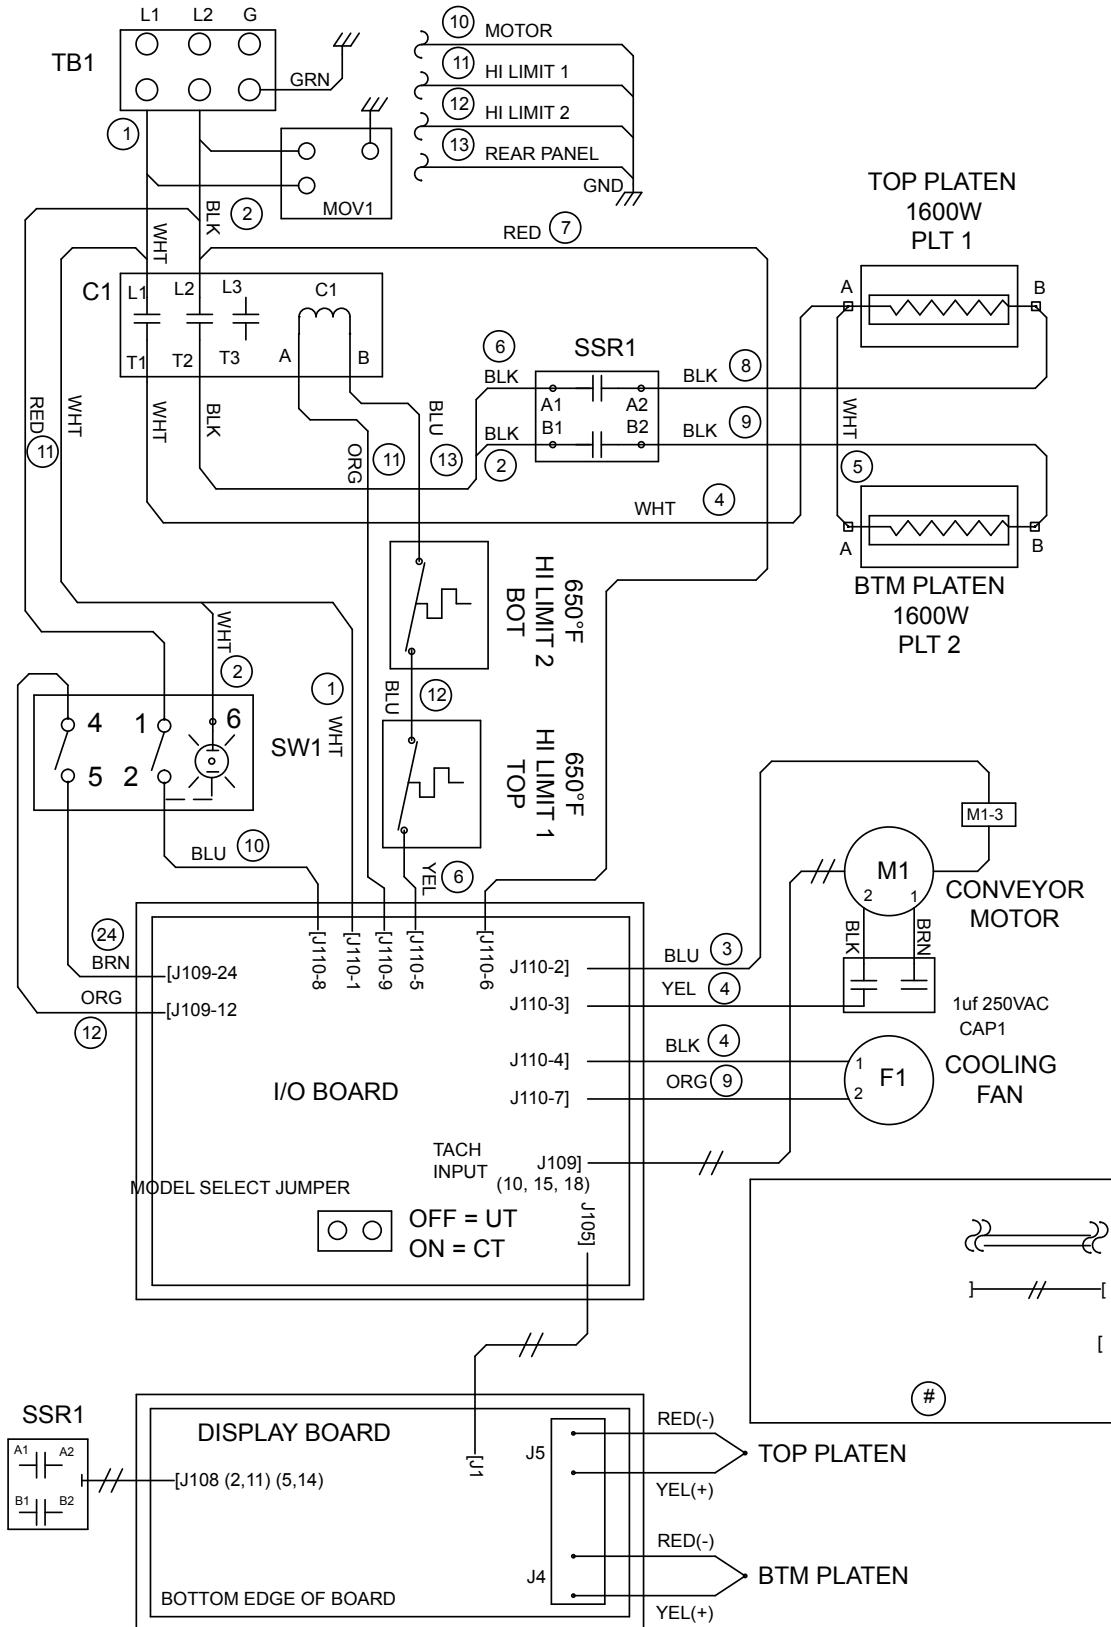 L1 L2 G
TB1
GRN
1
MOV1
2
BLK
WHT
10 MOTOR
11 HI LIMIT 1
12 HI LIMIT 2
13 REAR PANEL
GND
RED 7
TOP PLATEN
1600W
PLT 1
A B
C1
L1 L2 L3 C1
T1 T2 T3 A B
RED
11
WHT
WHT
BLK
ORG
11
BLU
13
6
BLK
SSR1
A1 A2
B1 B2
BLK
2
BLK 8
BLK 9
WHT
5
WHT 4
A B
BTM PLATEN
1600W
PLT 2
650°F
HI LIMIT 2
BOT
BLU
12
650°F
HI LIMIT 1
TOP
YEL
6
WHT
2
1
WHT
4 1 6
5 2
SW1
BLU 10
24
BRN
ORG
12
[J109-24
[J109-12
[J110-8
[J110-1
[J110-9
[J110-5
[J110-6
J110-2]
J110-3]
J110-4]
J110-7]
BLU 3
YEL 4
BLK 4
ORG 9
M1-3
M1
2 1
CONVEYOR
MOTOR
BLK
BRN
1uf 250VAC
CAP1
1
2
F1
COOLING
FAN
I/O BOARD
TACH
INPUT
J109]
(10, 15, 18)
J105]
MODEL SELECT JUMPER
OFF = UT
ON = CT
] [
[
#
SSR1
A1 A2
B1 B2
DISPLAY BOARD
[J108 (2,11) (5,14)
[J1
J5
J4
RED(-)
TOP PLATEN
YEL(+)
RED(-)
BTM PLATEN
YEL(+)
BOTTOM EDGE OF BOARD